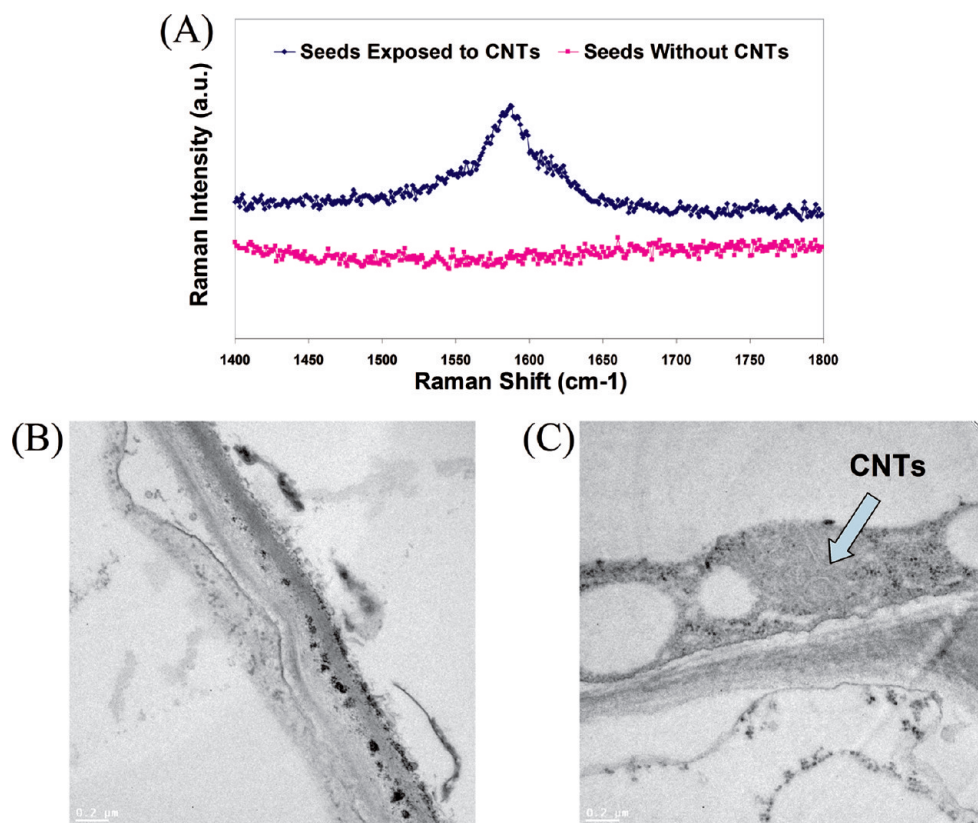 (A)
Seeds Exposed to CNTs Seeds Without CNTs
Raman Intensity (a.u.)
1400 1450 1500 1550 1600 1650 1700 1750 1800
Raman Shift (cm-1)
(B) (C)
CNTs
0.2 μm 0.2 μm